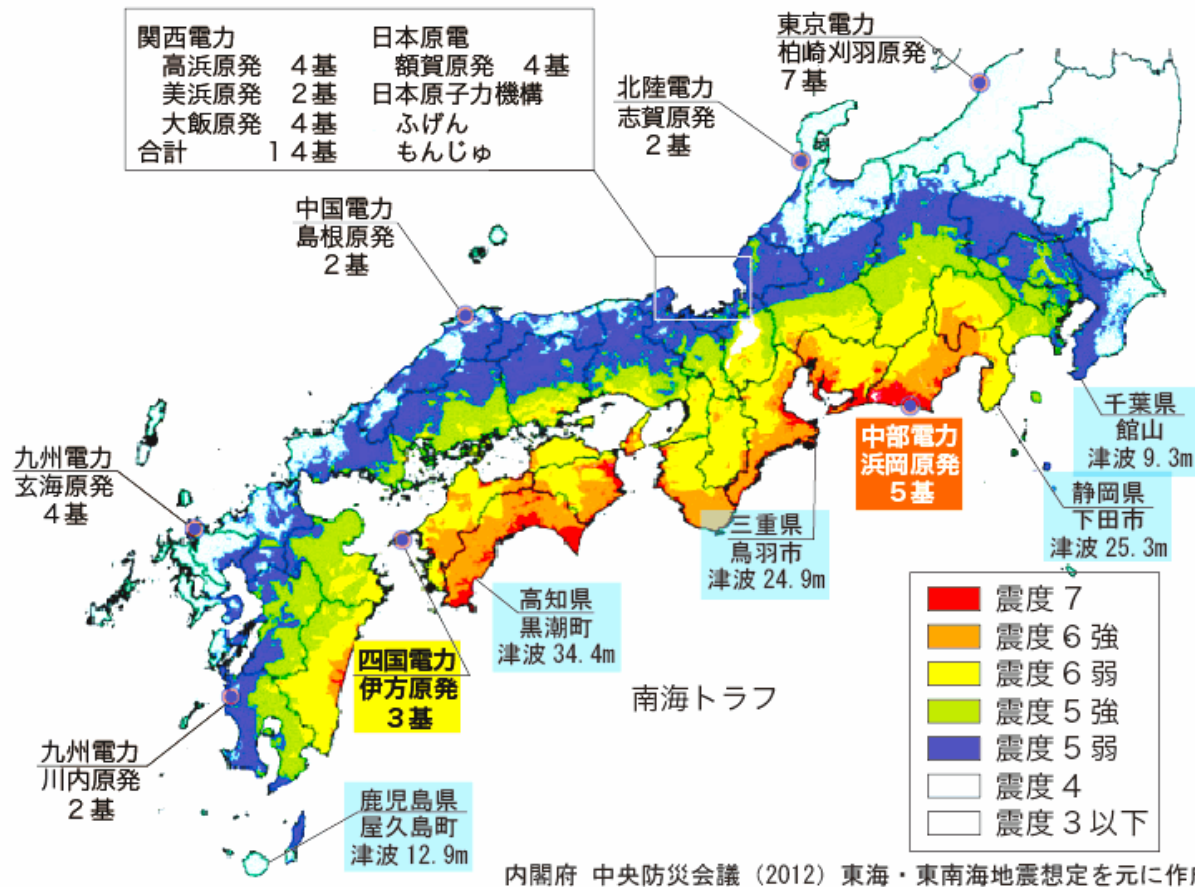 関西電力 日本原電
高浜原発 4基 額賀原発 4基
美浜原発 2基 日本原子力機構
大飯原発 4基 ふげん
合計 14基 もんじゅ
東京電力
柏崎刈羽原発
7基
北陸電力
志賀原発
2基
中国電力
島根原発
2基
九州電力
玄海原発
4基
千葉県
館山
津波 9.3m
中部電力
浜岡原発
5基
静岡県
下田市
津波 25.3m
三重県
鳥羽市
津波 24.9m
高知県
黒潮町
津波 34.4m
四国電力
伊方原発
3基
南海トラフ
九州電力
川内原発
2基
鹿児島県
屋久島町
津波 12.9m
震度7
震度6強
震度6弱
震度5強
震度5弱
震度4
震度3以下
内閣府 中央防災会議（2012）東海・東南海地震想定を元に作